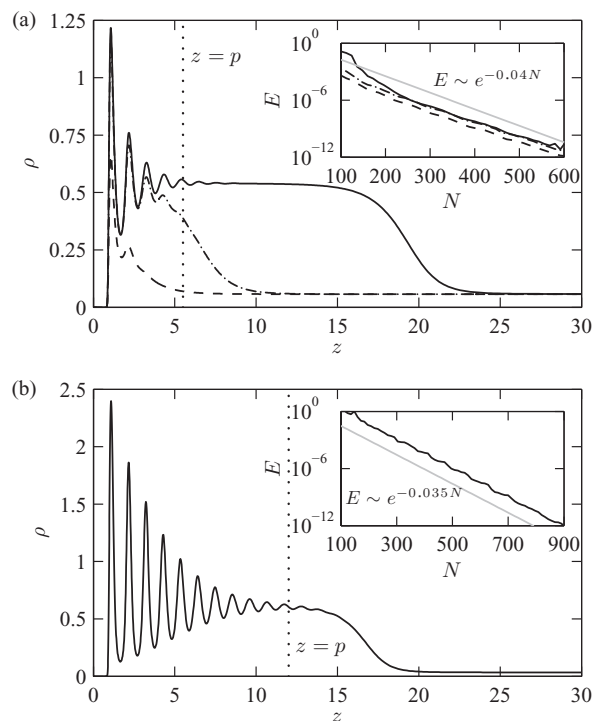 (a)
1.25
1
0.75
0.5
0.25
0
ρ
z = p
0 5 10 15 20 25 30
z
10^0
10^{-6}
10^{-12}
E
E ∼ e^{-0.04N}
100 200 300 400 500 600
N
(b)
2.5
2
1.5
1
0.5
0
ρ
z = p
0 5 10 15 20 25 30
z
10^0
10^{-6}
10^{-12}
E
E ∼ e^{-0.035N}
100 300 500 700 900
N